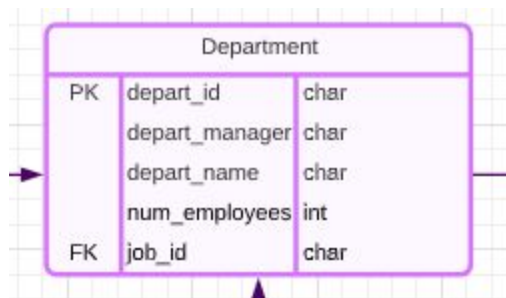 Department
PK depart_id char
depart_manager char
depart_name char
num_employees int
FK job_id char